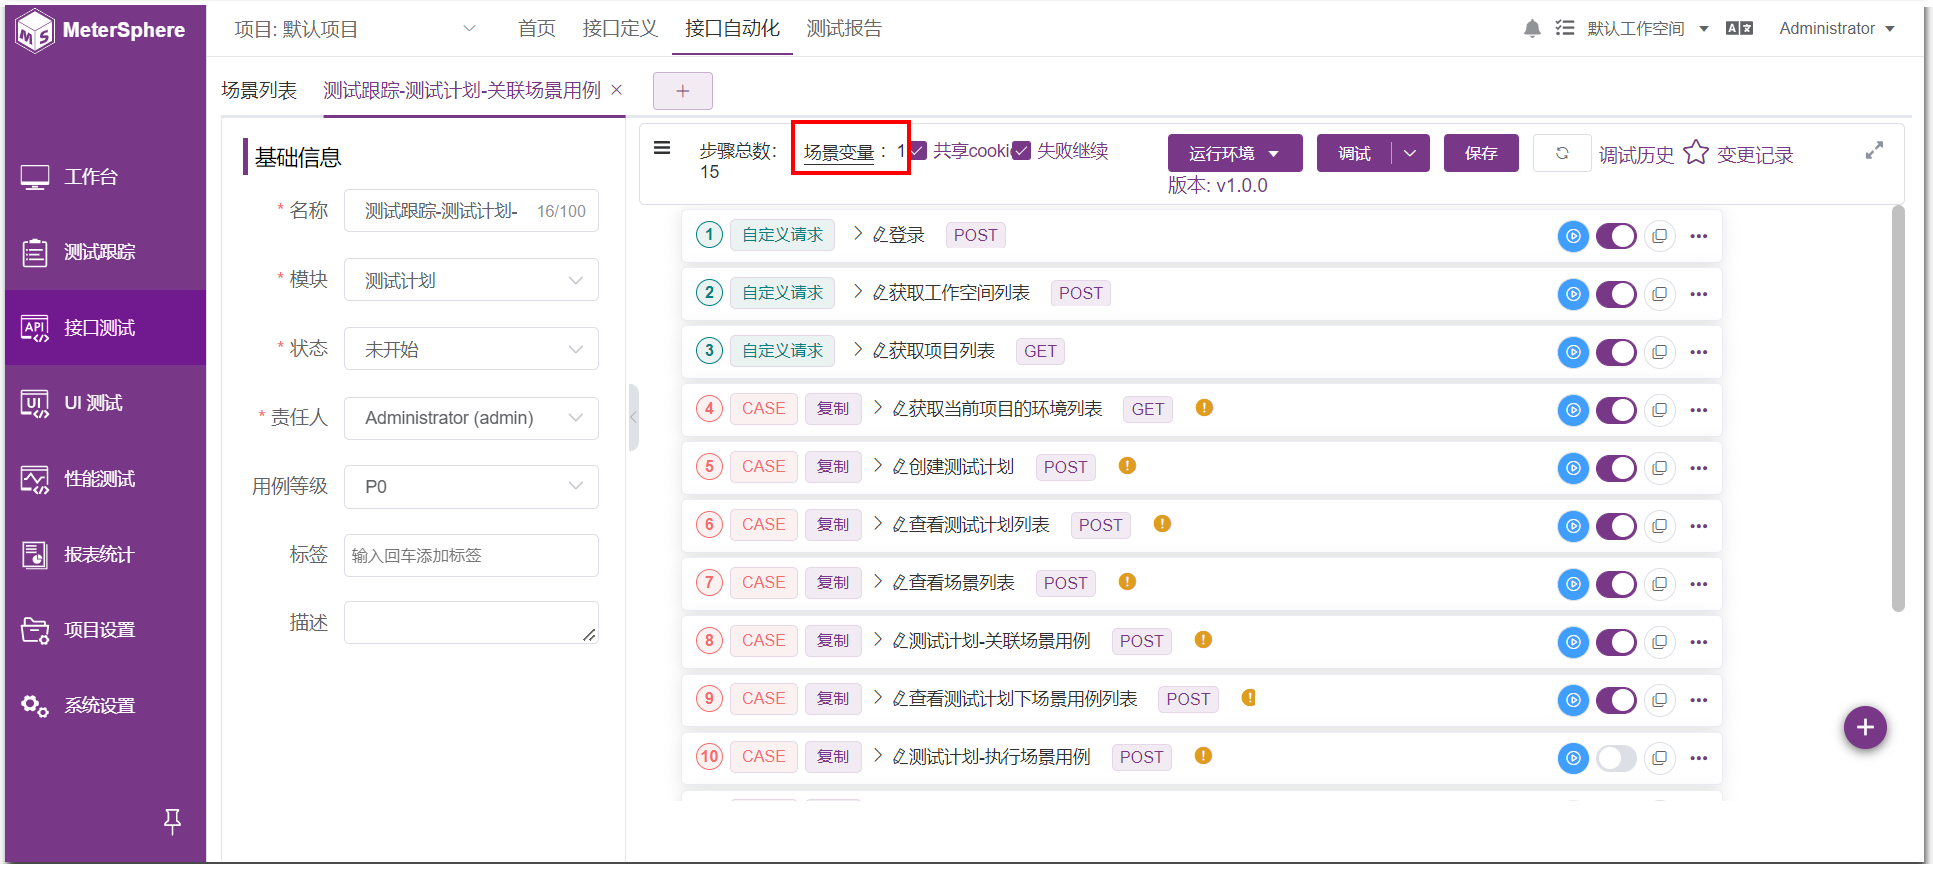 MeterSphere
项目: 默认项目
首页
接口定义
接口自动化
测试报告
默认工作空间
Administrator
场景列表
测试跟踪-测试计划-关联场景用例
工作台
测试跟踪
接口测试
API
UI 测试
UI
性能测试
报表统计
项目设置
系统设置
基础信息
* 名称
测试跟踪-测试计划-
16/100
* 模块
测试计划
* 状态
未开始
* 责任人
Administrator (admin)
用例等级
P0
标签
输入回车添加标签
描述
步骤总数:
15
场景变量 : 1
共享cooki
失败继续
运行环境
调试
保存
调试历史
变更记录
版本: v1.0.0
1 自定义请求 登录 POST
2 自定义请求 获取工作空间列表 POST
3 自定义请求 获取项目列表 GET
4 CASE 复制 获取当前项目的环境列表 GET
5 CASE 复制 创建测试计划 POST
6 CASE 复制 查看测试计划列表 POST
7 CASE 复制 查看场景列表 POST
8 CASE 复制 测试计划-关联场景用例 POST
9 CASE 复制 查看测试计划下场景用例列表 POST
10 CASE 复制 测试计划-执行场景用例 POST